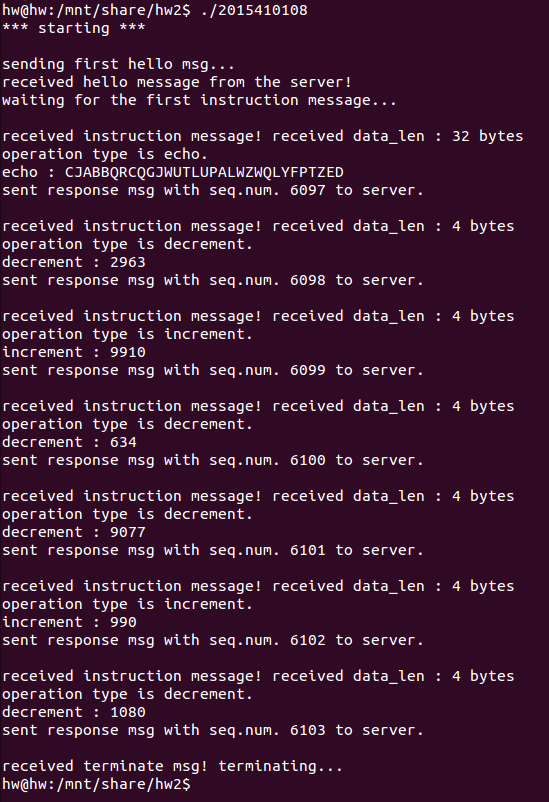 hw@hw:/mnt/share/hw2$ ./2015410108
*** starting ***
sending first hello msg...
received hello message from the server!
waiting for the first instruction message...
received instruction message! received data_len : 32 bytes
operation type is echo.
echo : CJABBQRCQGJWUTLUPALWZWQLYFPTZED
sent response msg with seq.num. 6097 to server.
received instruction message! received data_len : 4 bytes
operation type is decrement.
decrement : 2963
sent response msg with seq.num. 6098 to server.
received instruction message! received data_len : 4 bytes
operation type is increment.
increment : 9910
sent response msg with seq.num. 6099 to server.
received instruction message! received data_len : 4 bytes
operation type is decrement.
decrement : 634
sent response msg with seq.num. 6100 to server.
received instruction message! received data_len : 4 bytes
operation type is decrement.
decrement : 9077
sent response msg with seq.num. 6101 to server.
received instruction message! received data_len : 4 bytes
operation type is increment.
increment : 990
sent response msg with seq.num. 6102 to server.
received instruction message! received data_len : 4 bytes
operation type is decrement.
decrement : 1080
sent response msg with seq.num. 6103 to server.
received terminate msg! terminating...
hw@hw:/mnt/share/hw2$